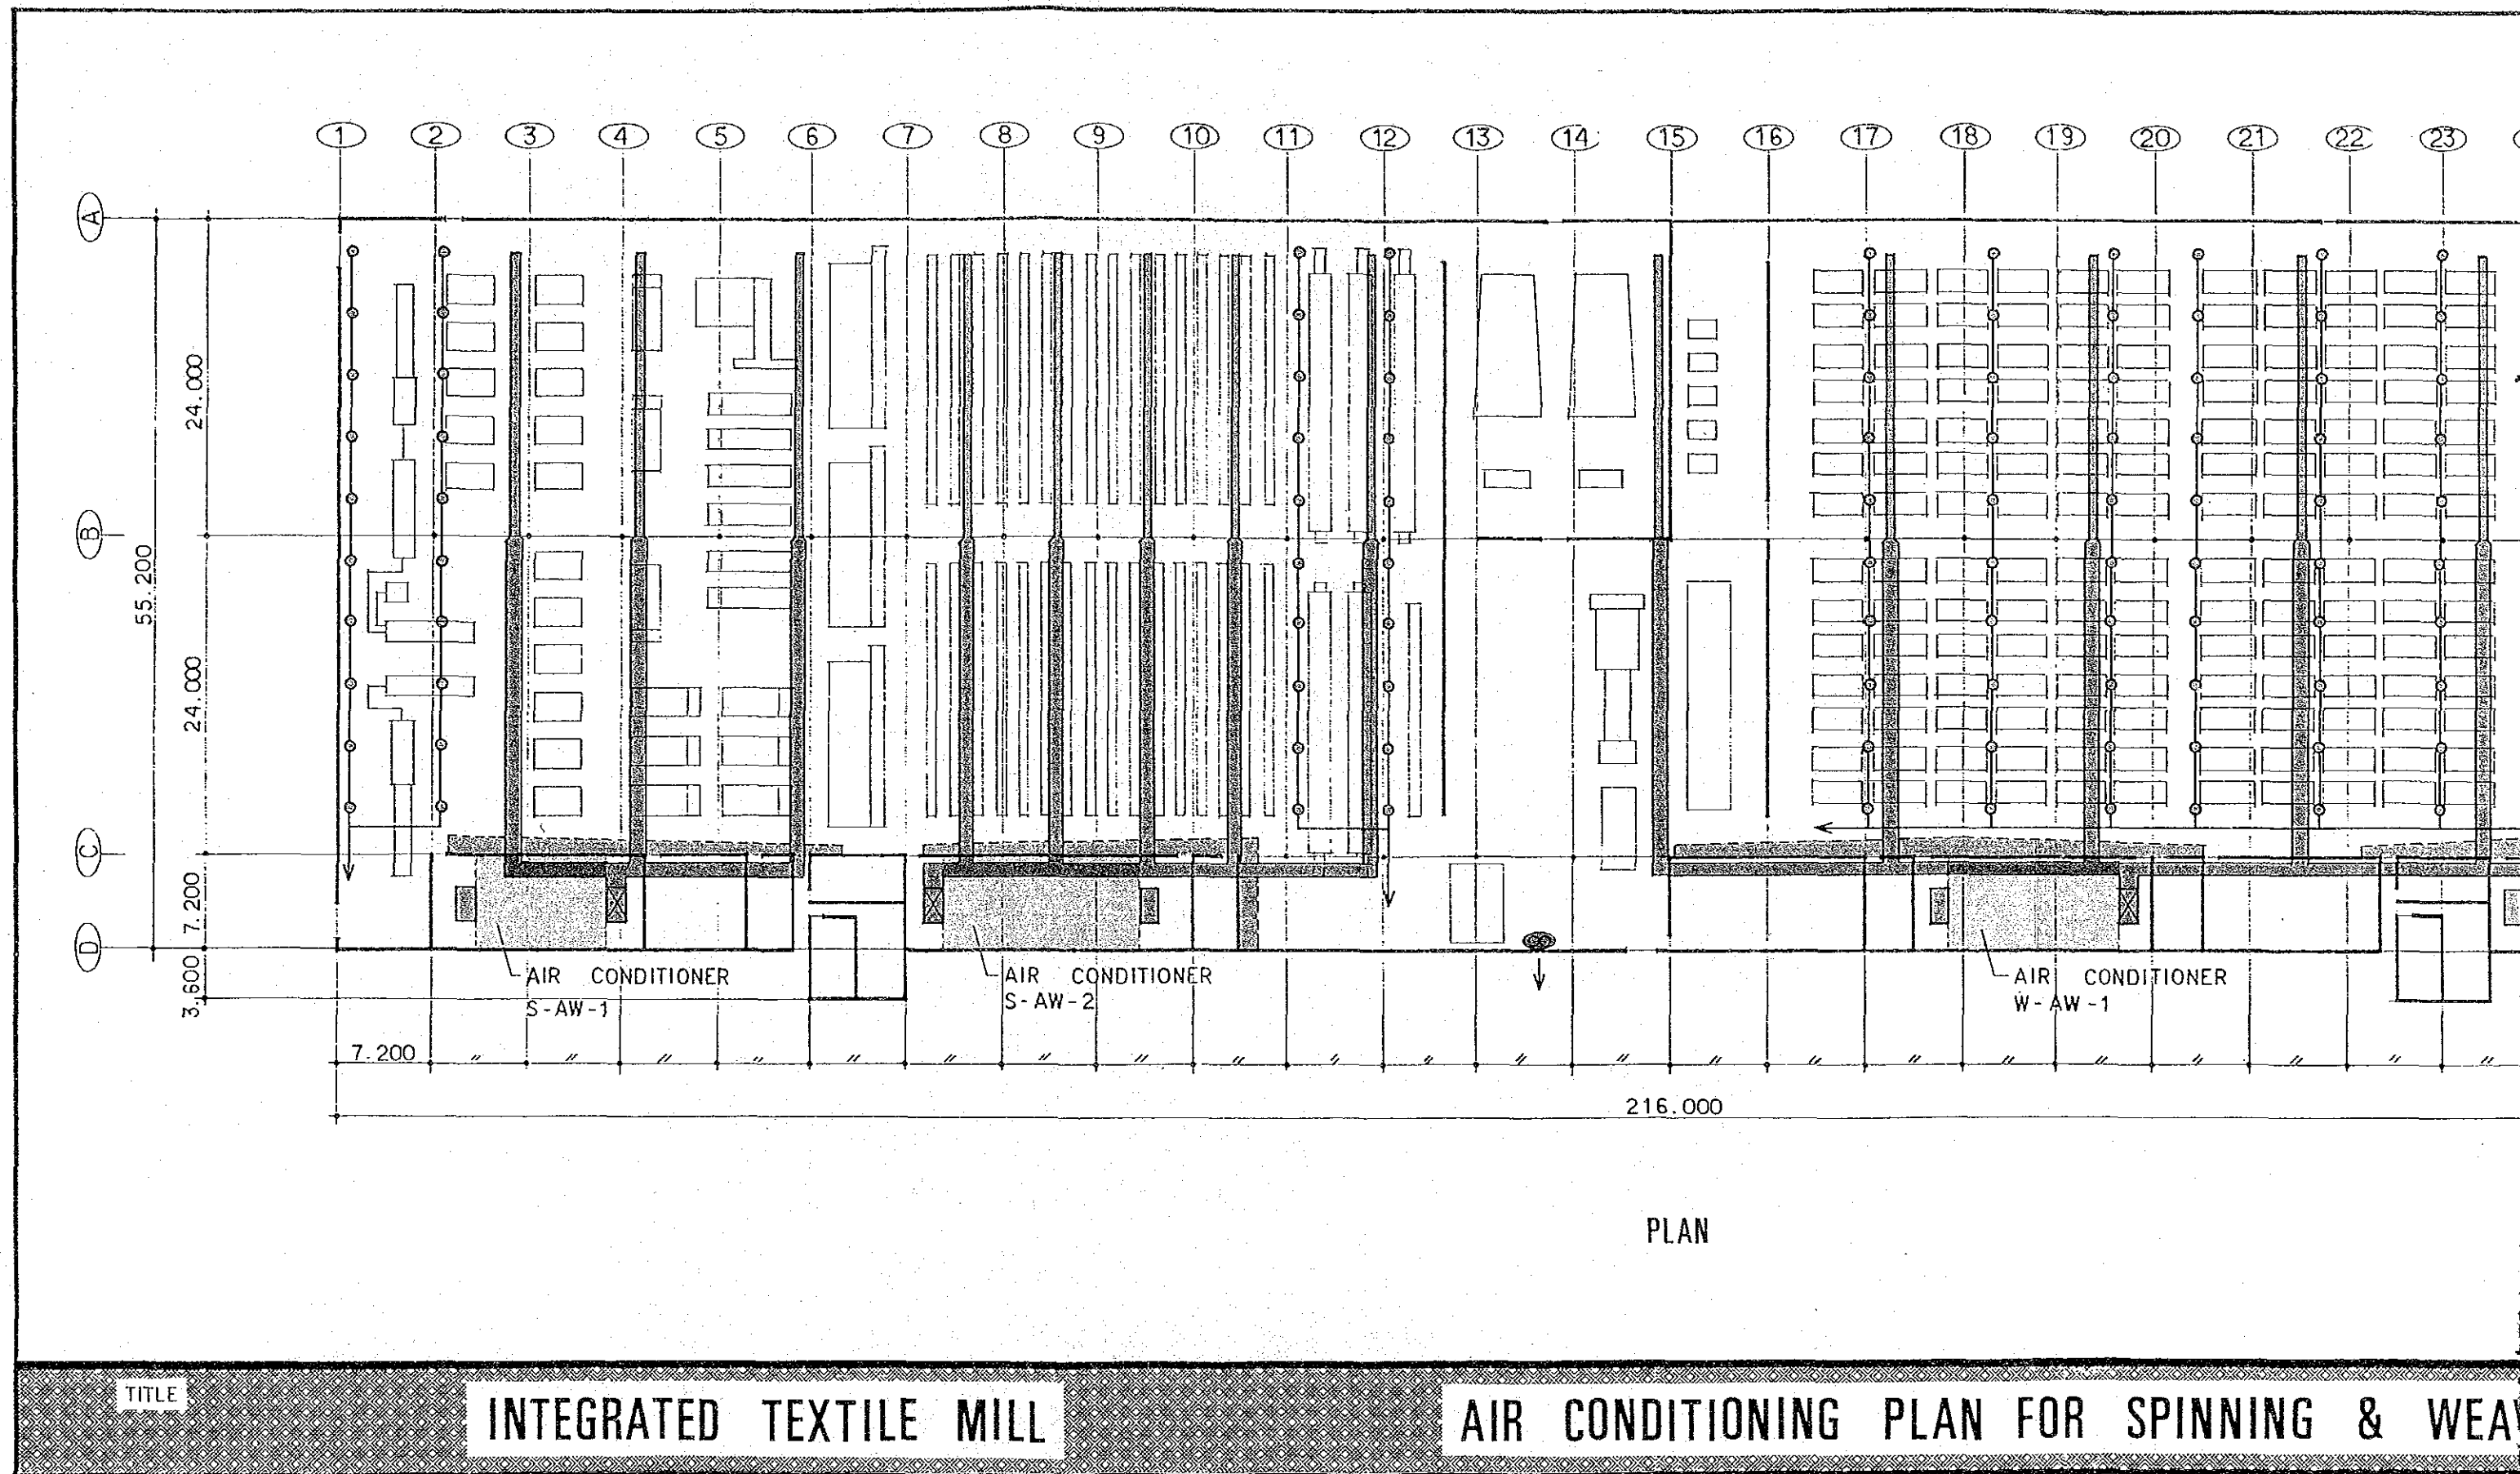 1 2 3 4 5 6 7 8 9 10 11 12 13 14 15 16 17 18 19 20 21 22 23
A
B
C
D
24.000
55.200
24.000
7.200
3.600
AIR CONDITIONER
S-AW-1
AIR CONDITIONER
S-AW-2
AIR CONDITIONER
W-AW-1
7.200 〃 〃 〃 〃 〃 〃 〃 〃 〃 〃 〃 〃 〃 〃 〃 〃 〃 〃 〃 〃 〃 〃
216.000
PLAN
TITLE
INTEGRATED TEXTILE MILL
AIR CONDITIONING PLAN FOR SPINNING &